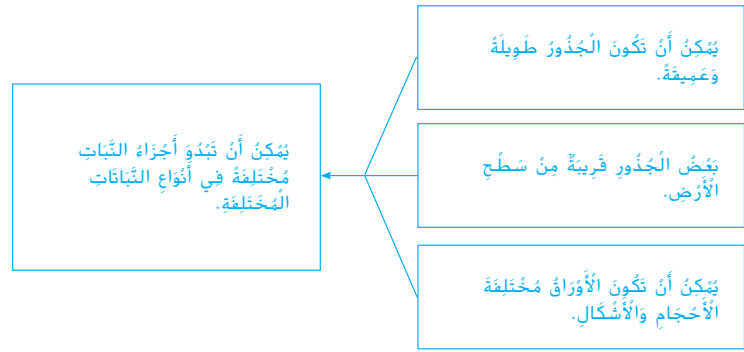 يُمْكِنُ أَنْ تَكُونَ الْجُذُورُ طَوِيلَةً
وَعَمِيقَةً.
بَعْضُ الْجُذُورِ قَرِيبَةٌ مِنْ سَطْحِ
الْأَرْضِ.
يُمْكِنُ أَنْ تَكُونَ الْأَوْرَاقُ مُخْتَلِفَةَ
الْأَحْجَامِ وَالْأَشْكَالِ.
يُمْكِنُ أَنْ تَبْدُوَ أَجْزَاءُ النَّبَاتِ
مُخْتَلِفَةً فِي أَنْوَاعِ النَّبَاتَاتِ
الْمُخَتَلِفَةِ.